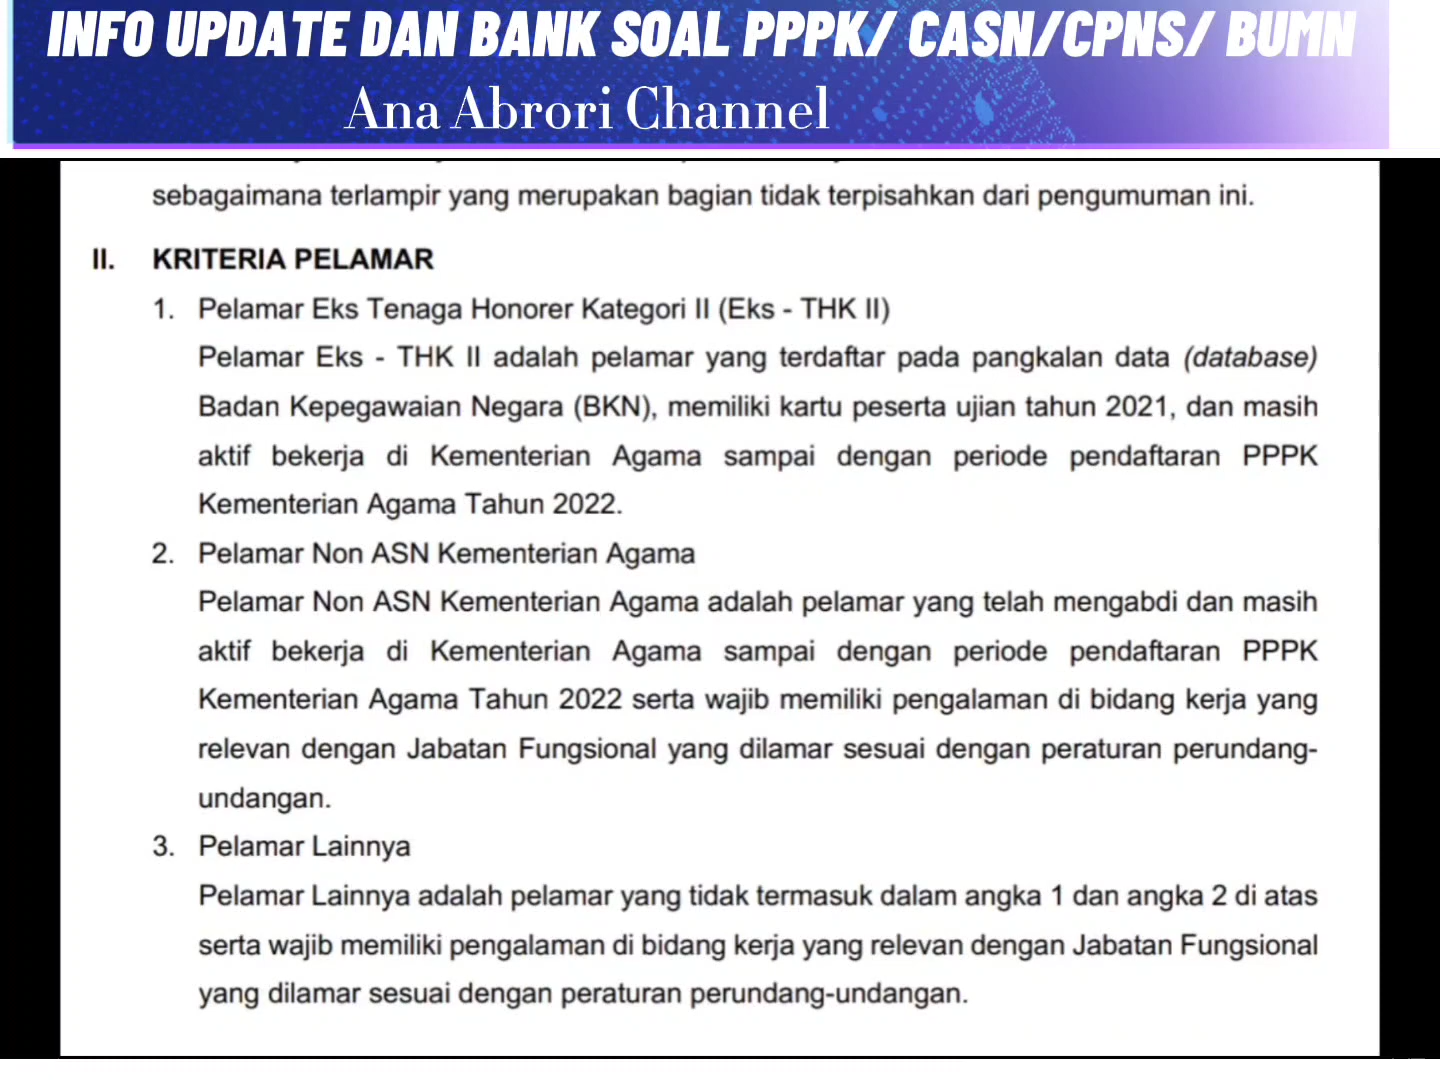 INFO UPDATE DAN BANK SOAL PPPK/ CASN/CPNS/ BUMN
Ana Abrori Channel
sebagaimana terlampir yang merupakan bagian tidak terpisahkan dari pengumuman ini.
II. KRITERIA PELAMAR
1. Pelamar Eks Tenaga Honorer Kategori II (Eks - THK II)
Pelamar Eks - THK II adalah pelamar yang terdaftar pada pangkalan data (database)
Badan Kepegawaian Negara (BKN), memiliki kartu peserta ujian tahun 2021, dan masih
aktif bekerja di Kementerian Agama sampai dengan periode pendaftaran PPPK
Kementerian Agama Tahun 2022.
2. Pelamar Non ASN Kementerian Agama
Pelamar Non ASN Kementerian Agama adalah pelamar yang telah mengabdi dan masih
aktif bekerja di Kementerian Agama sampai dengan periode pendaftaran PPPK
Kementerian Agama Tahun 2022 serta wajib memiliki pengalaman di bidang kerja yang
relevan dengan Jabatan Fungsional yang dilamar sesuai dengan peraturan perundang-
undangan.
3. Pelamar Lainnya
Pelamar Lainnya adalah pelamar yang tidak termasuk dalam angka 1 dan angka 2 di atas
serta wajib memiliki pengalaman di bidang kerja yang relevan dengan Jabatan Fungsional
yang dilamar sesuai dengan peraturan perundang-undangan.